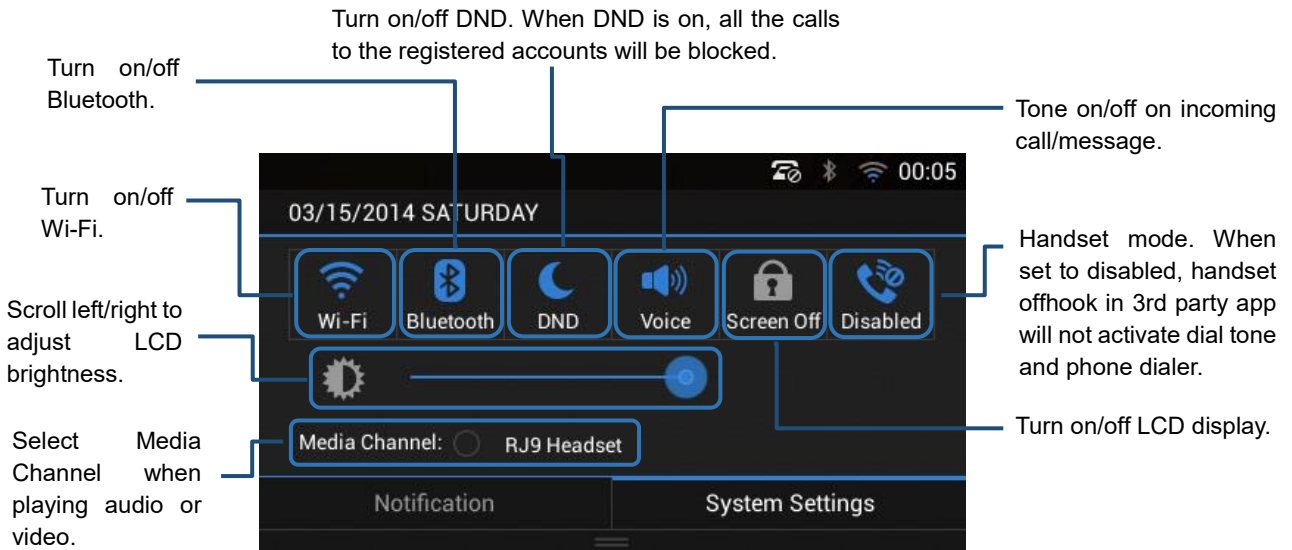 Turn on/off DND. When DND is on, all the calls
to the registered accounts will be blocked.
Turn on/off
Bluetooth.
Tone on/off on incoming
call/message.
Turn on/off
Wi-Fi.
Scroll left/right to
adjust LCD
brightness.
Select Media
Channel when
playing audio or
video.
00:05
03/15/2014 SATURDAY
Wi-Fi
Bluetooth
DND
Voice
Screen Off
Disabled
Media Channel:
RJ9 Headset
Notification
System Settings
Handset mode. When
set to disabled, handset
offhook in 3rd party app
will not activate dial tone
and phone dialer.
Turn on/off LCD display.